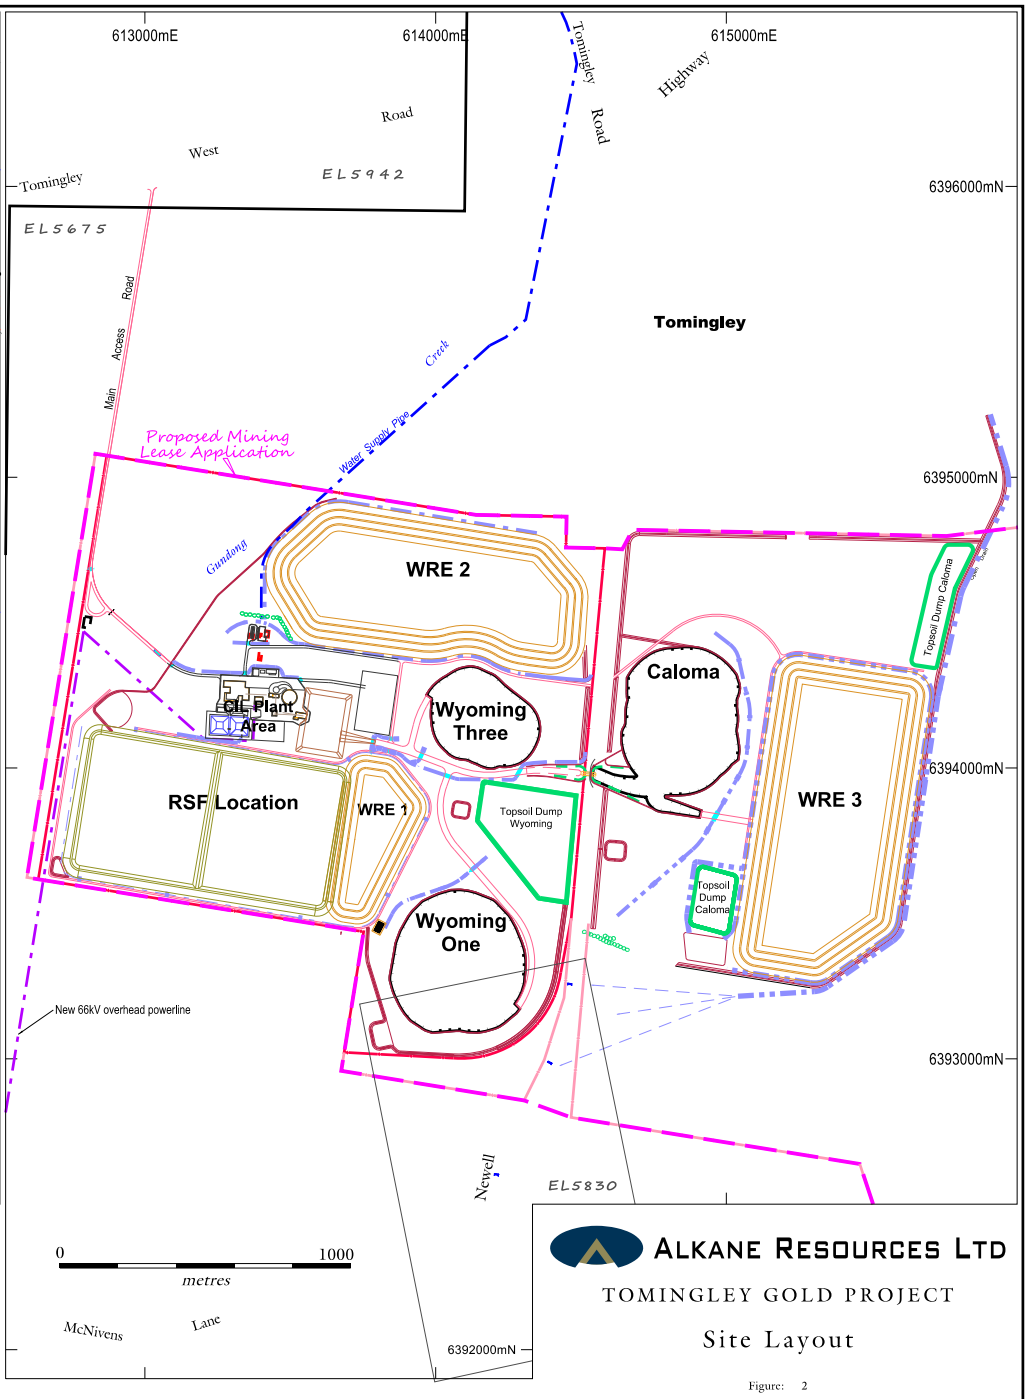 613000mE
614000mE
615000mE
Tomingley
Road
Highway
Tomingley
West
Road
EL5942
6396000mN
EL5675
Main Access Road
Tomingley
Creek
Water Supply Pipe
Proposed Mining
Lease Application
6395000mN
Gundong
WRE 2
Topsoil Dump Caloma
Caloma
CIL Plant
Area
Wyoming
Three
6394000mN
RSF Location
WRE 1
Topsoil Dump
Wyoming
WRE 3
Topsoil
Dump
Caloma
Wyoming
One
New 66kV overhead powerline
6393000mN
Newell
EL5830
0
1000
metres
McNivens
Lane
6392000mN
ALKANE RESOURCES LTD
TOMINGLEY GOLD PROJECT
Site Layout
Figure: 2